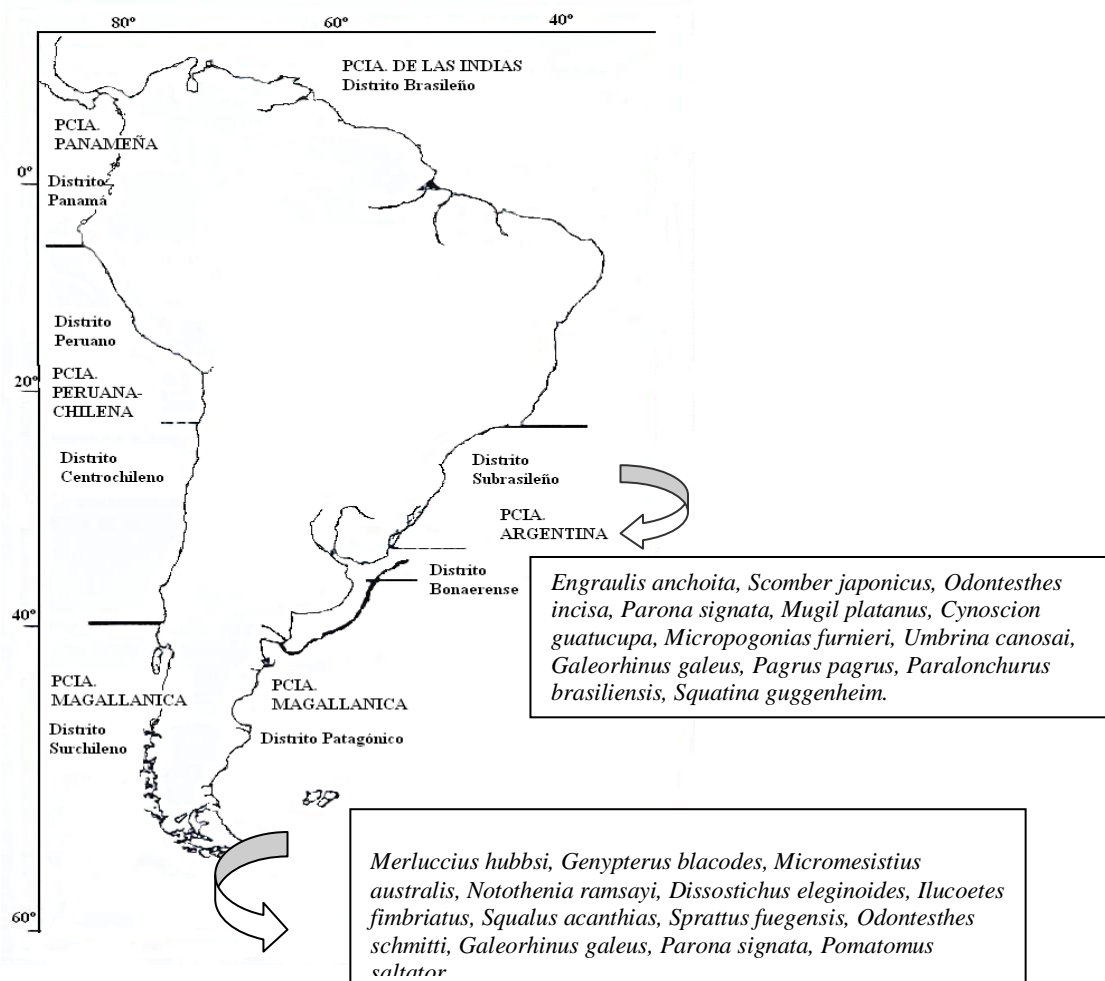 80° 60° 40°
PCIA. DE LAS INDIAS
Distrito Brasileño
PCIA.
PANAMEÑA
0°
Distrito
Panamá
Distrito
Peruano
20°
PCIA.
PERUANA-
CHILENA
Distrito
Centrochileno
Distrito
Subrasileño
PCIA.
ARGENTINA
Distrito
Bonaerense
Engraulis anchoita, Scomber japonicus, Odontesthes
incisa, Parona signata, Mugil platanus, Cynoscion
guatucupa, Micropogonias furnieri, Umbrina canosai,
Galeorhinus galeus, Pagrus pagrus, Paralonchurus
brasiliensis, Squatina guggenheim.
40°
PCIA.
MAGALLANICA
Distrito
Surchileno
PCIA.
MAGALLANICA
Distrito Patagónico
60°
Merluccius hubbsi, Genypterus blacodes, Micromesistius
australis, Notothenia ramsayi, Dissostichus eleginoides, Ilucoetes
fimbriatus, Squalus acanthias, Sprattus fuegensis, Odontesthes
schmitti, Galeorhinus galeus, Parona signata, Pomatomus
saltator